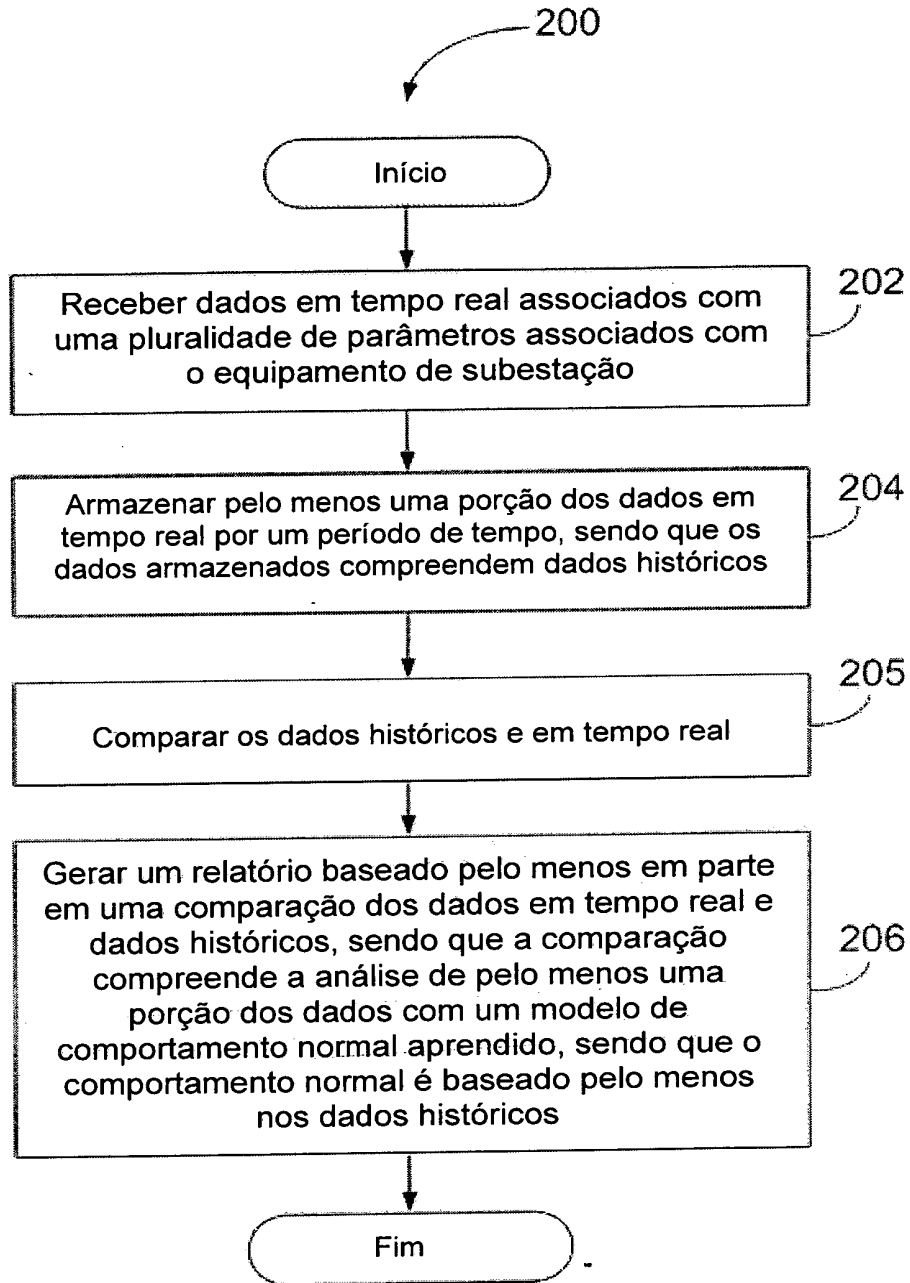 200
Início
Receber dados em tempo real associados com
uma pluralidade de parâmetros associados com
o equipamento de subestação
202
Armazenar pelo menos uma porção dos dados em
tempo real por um período de tempo, sendo que os
dados armazenados compreendem dados históricos
204
Comparar os dados históricos e em tempo real
205
Gerar um relatório baseado pelo menos em parte
em uma comparação dos dados em tempo real e
dados históricos, sendo que a comparação
compreende a análise de pelo menos uma
porção dos dados com um modelo de
comportamento normal aprendido, sendo que o
comportamento normal é baseado pelo menos
nos dados históricos
206
Fim